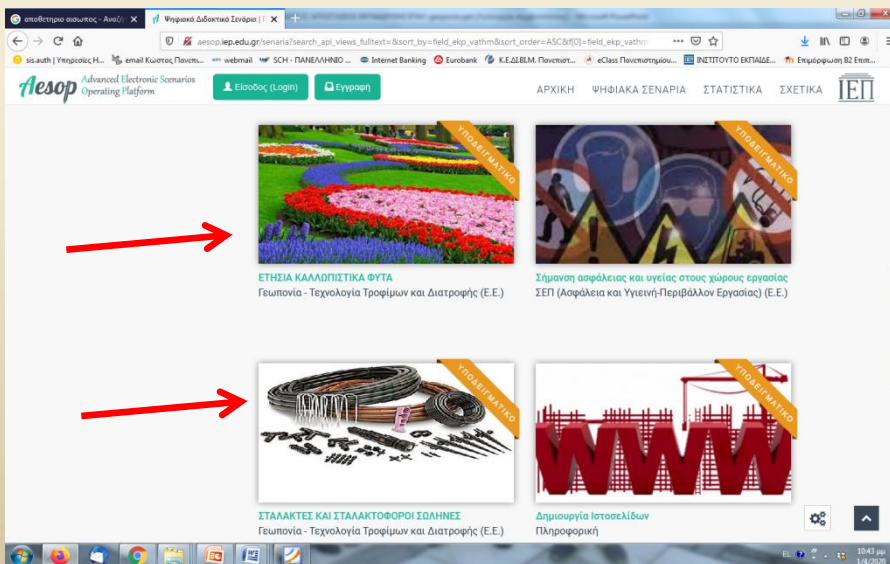 αποθετηριο αισωπος - Αναζή
Ψηφιακά Διδακτικά Σενάρια | Γ
aesop.iep.edu.gr/senaria?search_api_views_fulltext=&sort_by=field_ekp_vathm&sort_order=ASC&f[0]=field_ekp_vathm
sis.auth | Υπηρεσίες Η... email Κώστας Πανεπι... webmail SCH - ΠΑΝΕΛΛΗΝΙΟ ... Internet Banking Eurobank Κ.Ε.ΔΙ.ΒΙ.Μ. Πανεπιστ... eClass Πανεπιστημίου... ΙΝΣΤΙΤΟΥΤΟ ΕΚΠΑΙΔΕ... Επιμόρφωση Β2 Επιπ...
Aesop Advanced Electronic Scenarios
Operating Platform
Είσοδος (Login) Εγγραφή ΑΡΧΙΚΗ ΨΗΦΙΑΚΑ ΣΕΝΑΡΙΑ ΣΤΑΤΙΣΤΙΚΑ ΣΧΕΤΙΚΑ ΙΕΠ
ΥΠΟΔΕΙΓΜΑΤΙΚΟ
ΥΠΟΔΕΙΓΜΑΤΙΚΟ
ΕΤΗΣΙΑ ΚΑΛΛΩΠΙΣΤΙΚΑ ΦΥΤΑ
Γεωπονία - Τεχνολογία Τροφίμων και Διατροφής (Ε.Ε.)
Σήμανση ασφάλειας και υγείας στους χώρους εργασίας
ΣΕΠ (Ασφάλεια και Υγιεινή-Περιβάλλον Εργασίας) (Ε.Ε.)
ΥΠΟΔΕΙΓΜΑΤΙΚΟ
ΥΠΟΔΕΙΓΜΑΤΙΚΟ
WWW
ΣΤΑΛΑΚΤΕΣ ΚΑΙ ΣΤΑΛΑΚΤΟΦΟΡΟΙ ΣΩΛΗΝΕΣ
Γεωπονία - Τεχνολογία Τροφίμων και Διατροφής (Ε.Ε.)
Δημιουργία Ιστοσελίδων
Πληροφορική
EL
10:43 μμ
1/4/2020